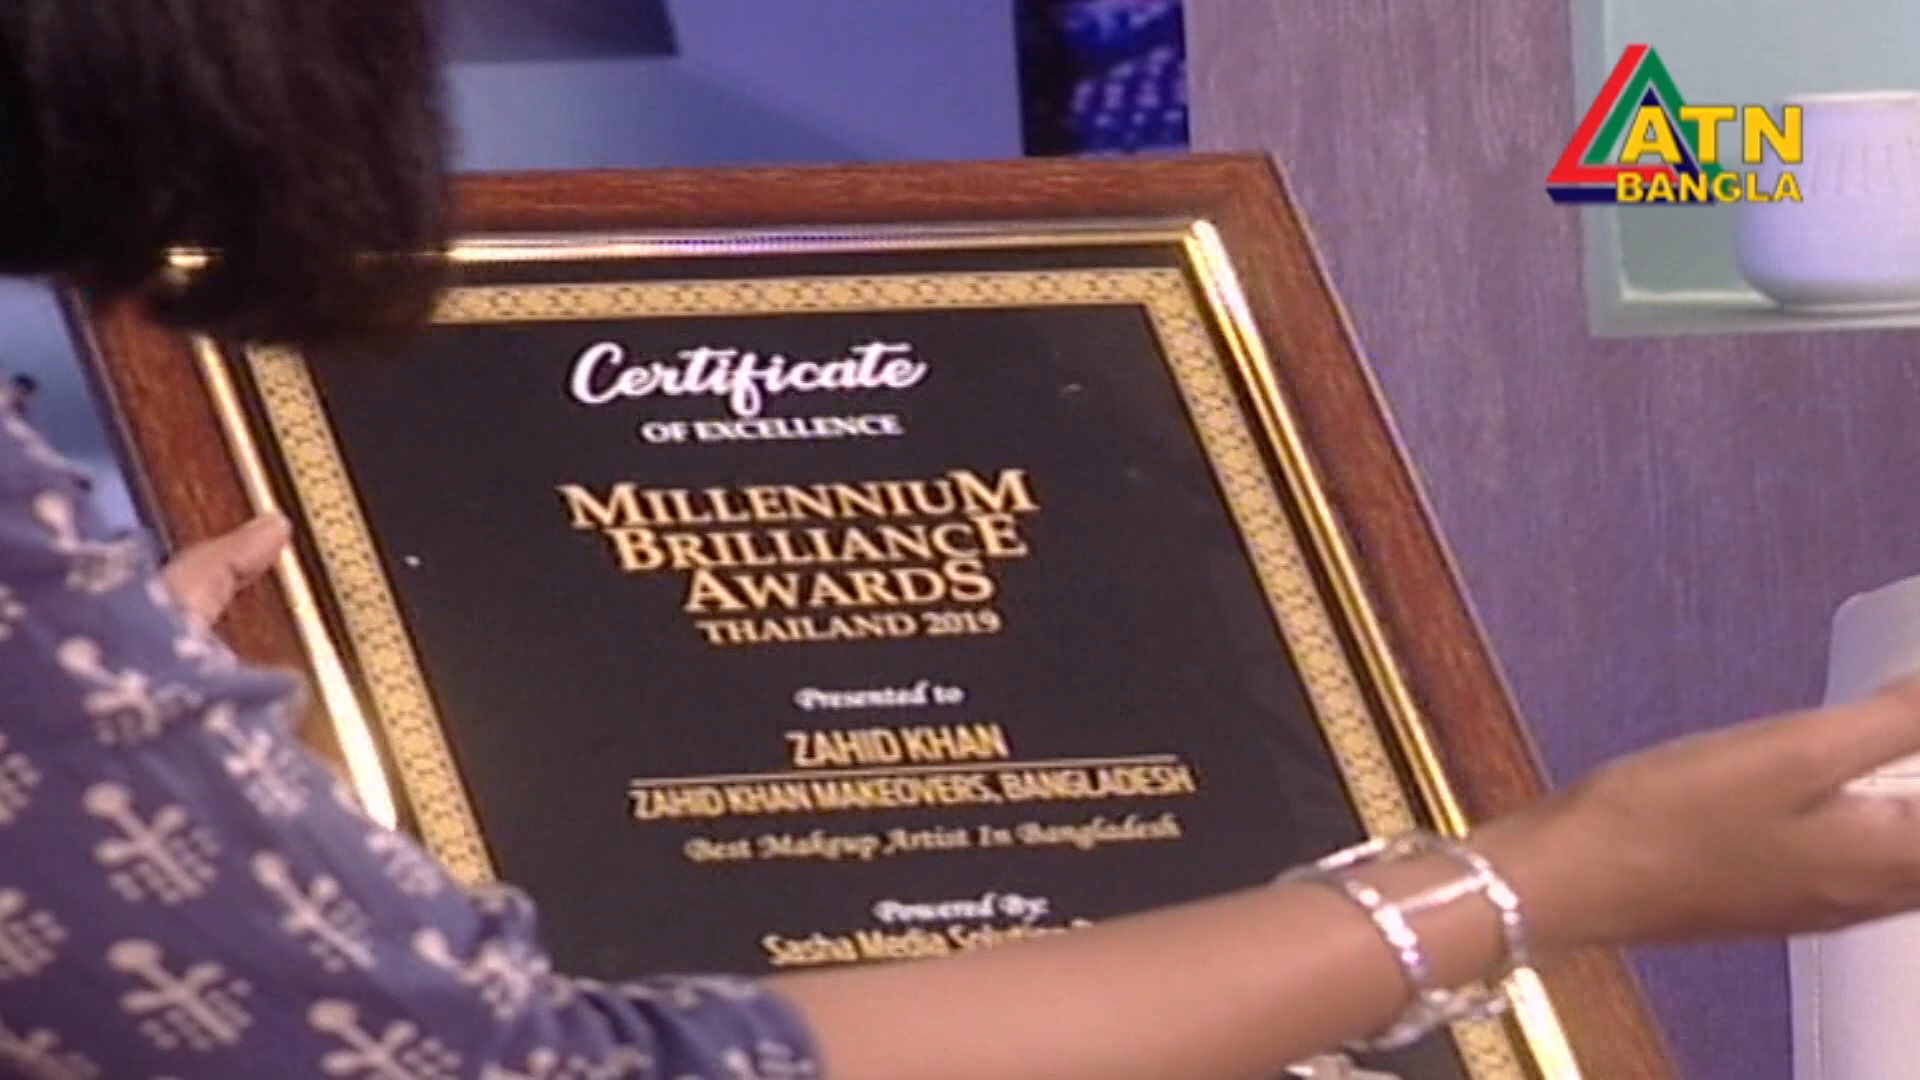 ATN
BANGLA
Certificate
OF EXCELLENCE
MILLENNIUM
BRILLIANCE
AWARDS
THAILAND 2019
Presented to
ZAHID KHAN
ZAHID KHAN MAKEOVERS, BANGLADESH
Best Makeup Artist In Bangladesh
Powered By:
Sasha Media Solution